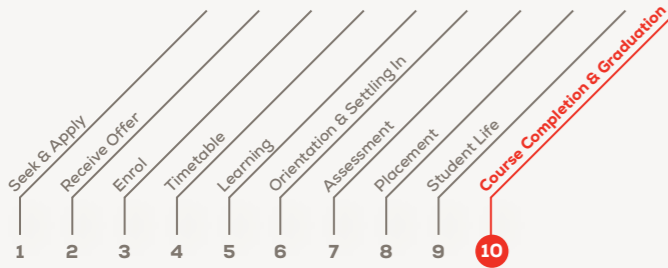 Seek & Apply
Receive Offer
Enrol
Timetable
Learning
Orientation & Settling In
Assessment
Placement
Student Life
Course Completion & Graduation
1
2
3
4
5
6
7
8
9
10